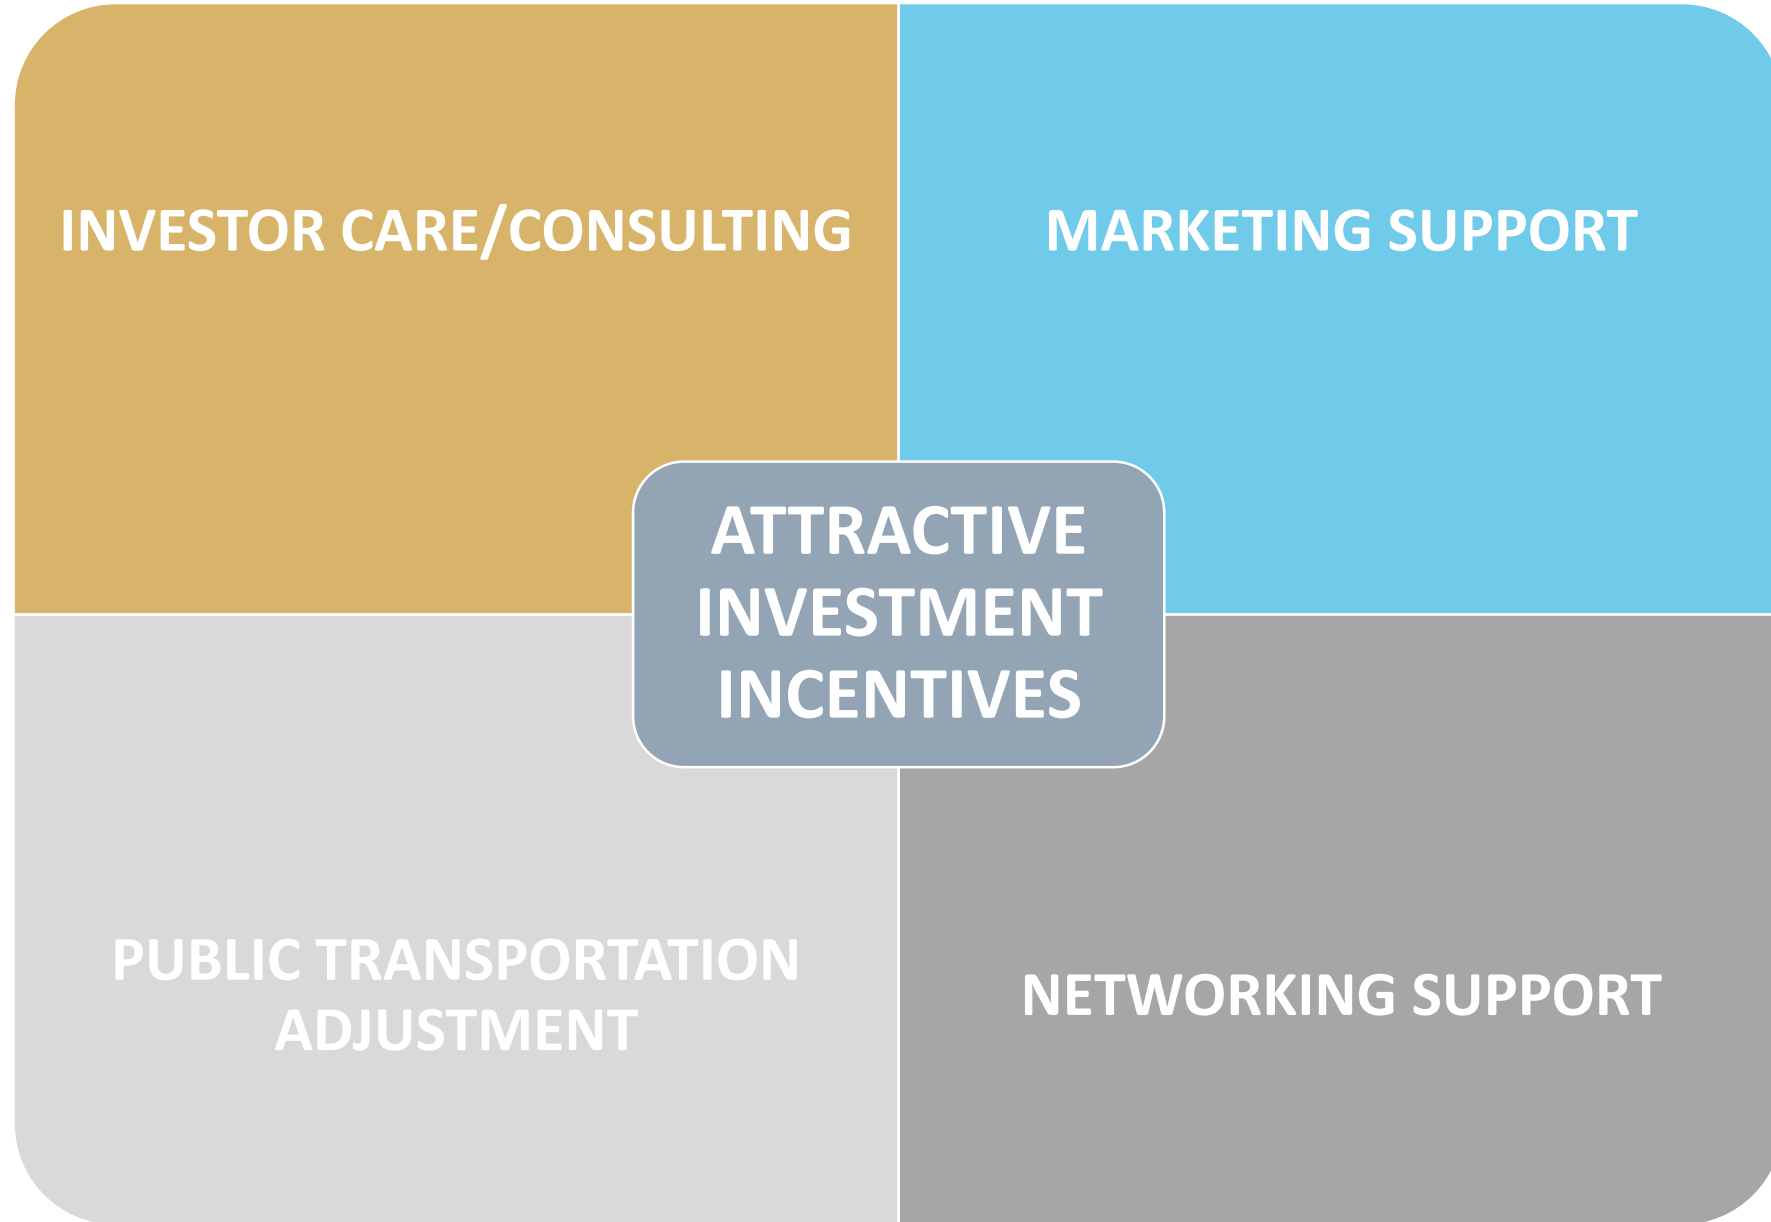 INVESTOR CARE/CONSULTING
MARKETING SUPPORT
ATTRACTIVE
INVESTMENT
INCENTIVES
PUBLIC TRANSPORTATION
ADJUSTMENT
NETWORKING SUPPORT